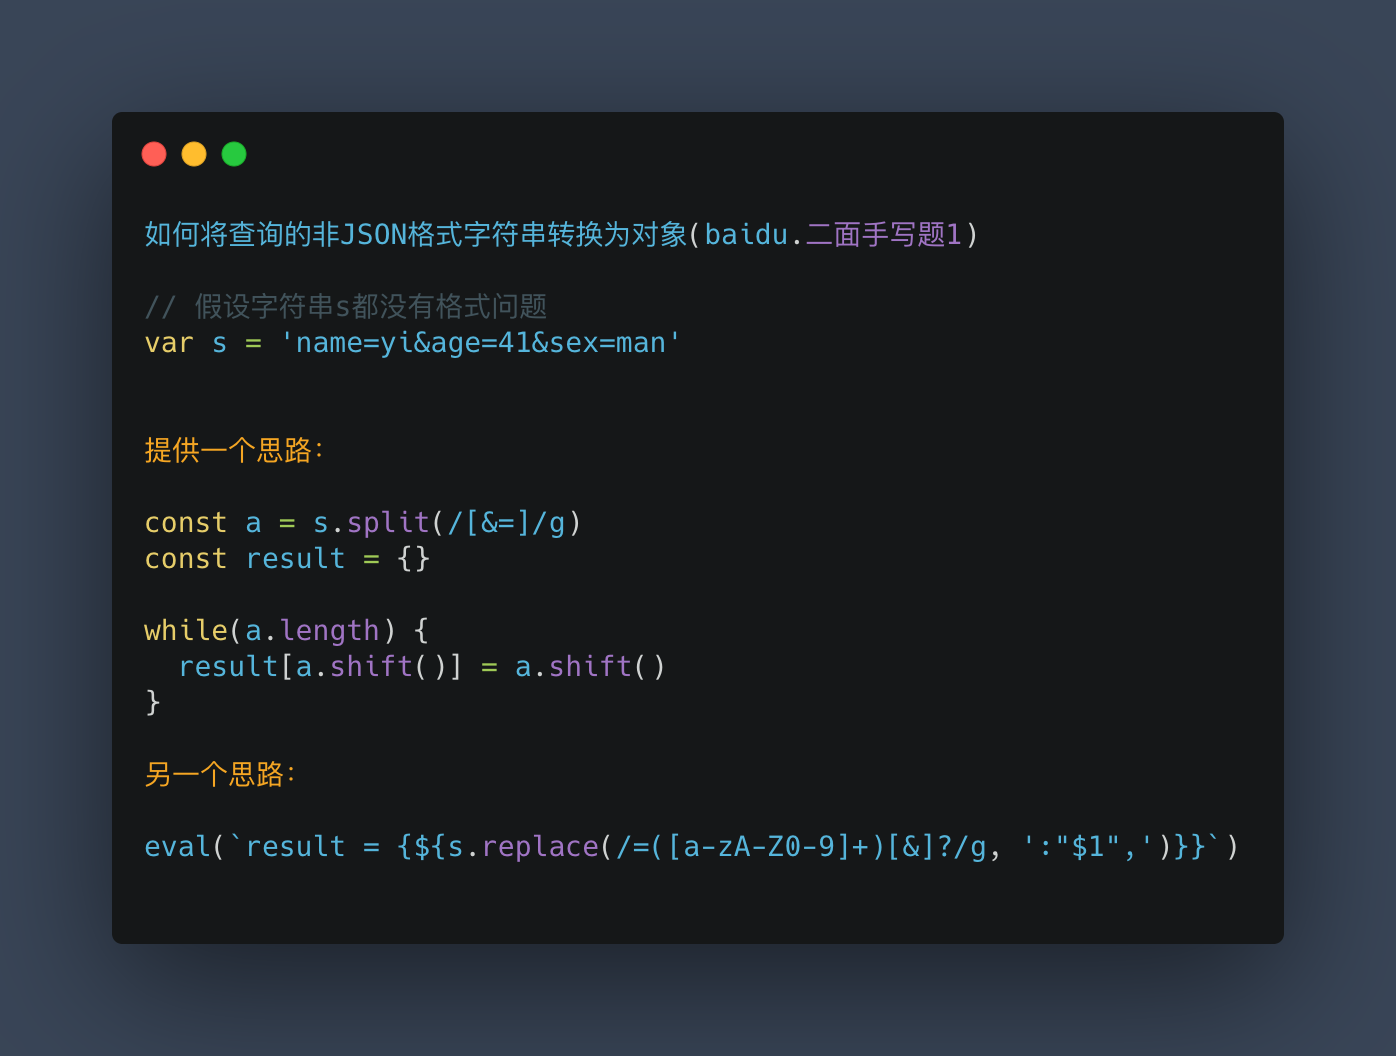 如何将查询的非JSON格式字符串转换为对象(baidu.二面手写题1)
// 假设字符串s都没有格式问题
var s = 'name=yi&age=41&sex=man'
提供一个思路:
const a = s.split(/[&=]/g)
const result = {}
while(a.length) {
  result[a.shift()] = a.shift()
}
另一个思路:
eval(`result = {${s.replace(/=([a-zA-Z0-9]+)[&]?/g, ':"$1",')}}`)